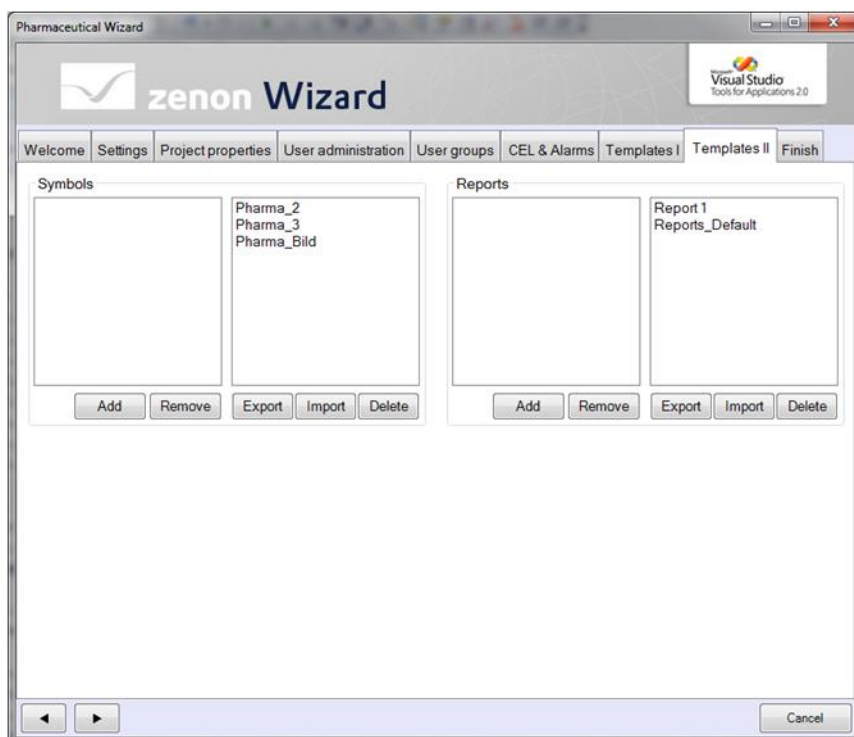 Pharmaceutical Wizard
zenon Wizard
Microsoft
Visual Studio
Tools for Applications 2.0
Welcome Settings Project properties User administration User groups CEL & Alarms Templates I Templates II Finish
Symbols
Pharma_2
Pharma_3
Pharma_Bild
Add Remove Export Import Delete
Reports
Report 1
Reports_Default
Add Remove Export Import Delete
Cancel